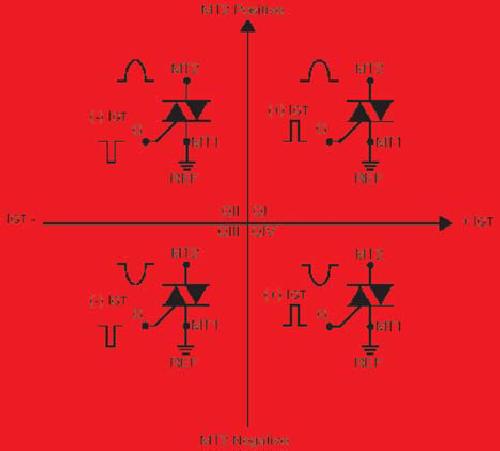 MT2 Positive
MT2
MT2
(-) IGT
(+) IGT
G
G
MT1
MT1
REF
REF
QII QI
IGT -
+ IGT
QIII QIV
MT2
MT2
(-) IGT
(+) IGT
G
G
MT1
MT1
REF
REF
MT2 Negative